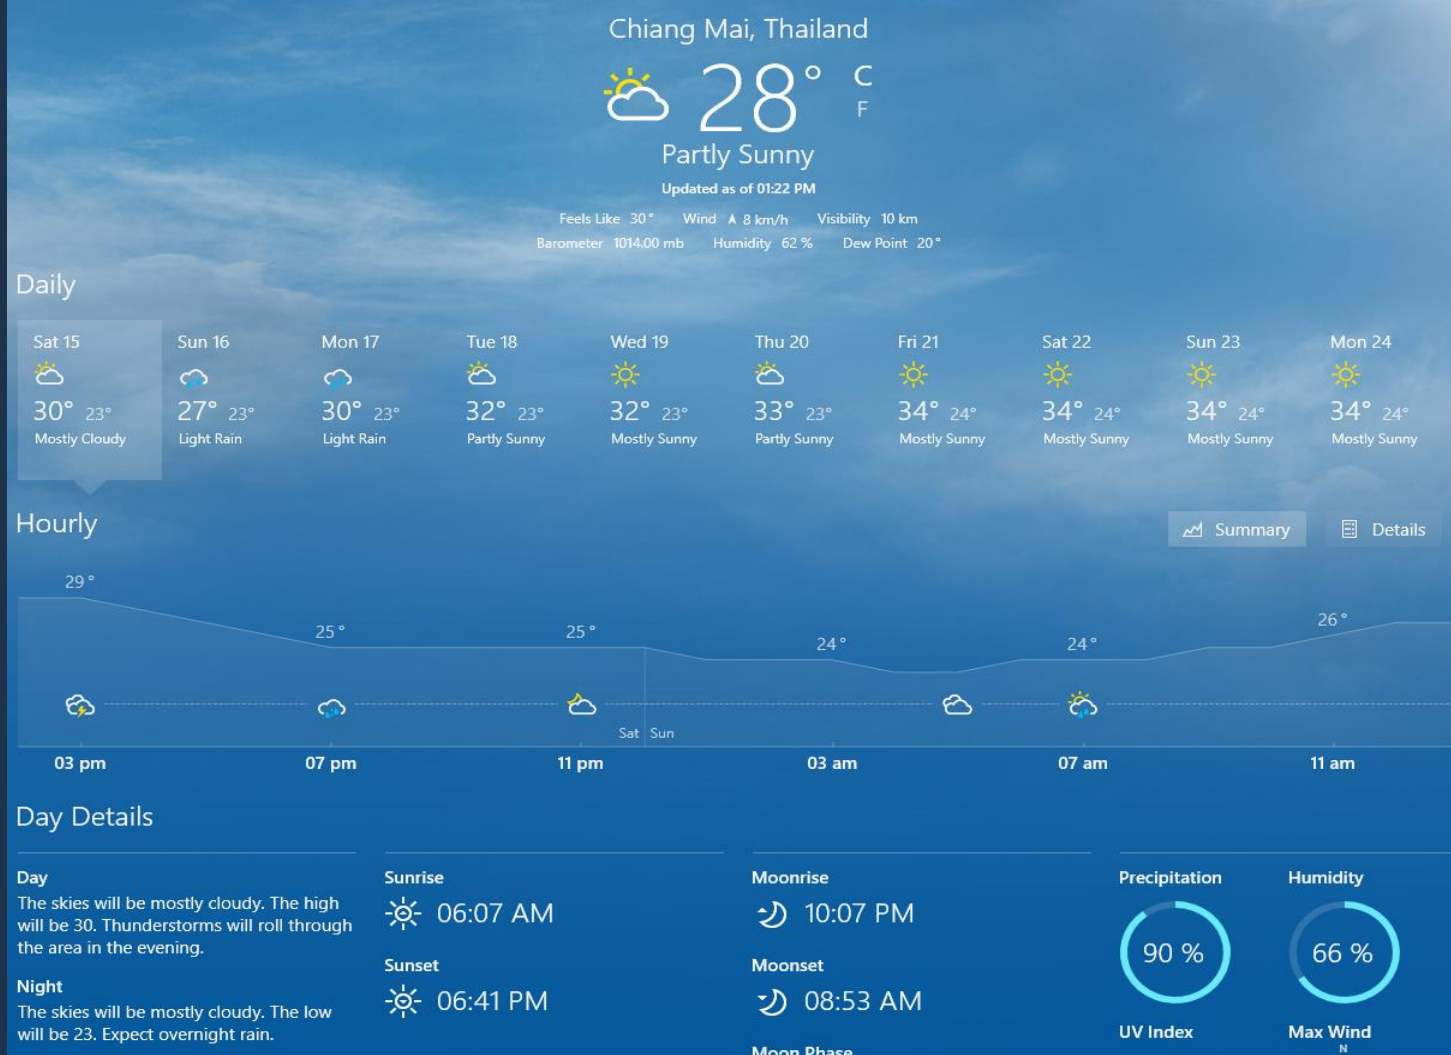 Chiang Mai, Thailand
28° C
F
Partly Sunny
Updated as of 01:22 PM
Feels Like 30° Wind 8 km/h Visibility 10 km
Barometer 1014.00 mb Humidity 62 % Dew Point 20°
Daily
Sat 15 Sun 16 Mon 17 Tue 18 Wed 19 Thu 20 Fri 21 Sat 22 Sun 23 Mon 24
30° 23° 27° 23° 30° 23° 32° 23° 32° 23° 33° 23° 34° 24° 34° 24° 34° 24° 34° 24°
Mostly Cloudy Light Rain Light Rain Partly Sunny Mostly Sunny Partly Sunny Mostly Sunny Mostly Sunny Mostly Sunny Mostly Sunny
Hourly
Summary Details
29° 25° 25° 24° 24° 26°
Sat Sun
03 pm 07 pm 11 pm 03 am 07 am 11 am
Day Details
Day
The skies will be mostly cloudy. The high
will be 30. Thunderstorms will roll through
the area in the evening.
Night
The skies will be mostly cloudy. The low
will be 23. Expect overnight rain.
Sunrise
06:07 AM
Sunset
06:41 PM
Moonrise
10:07 PM
Moonset
08:53 AM
Moon Phase
Precipitation Humidity
90 % 66 %
UV Index Max Wind
N